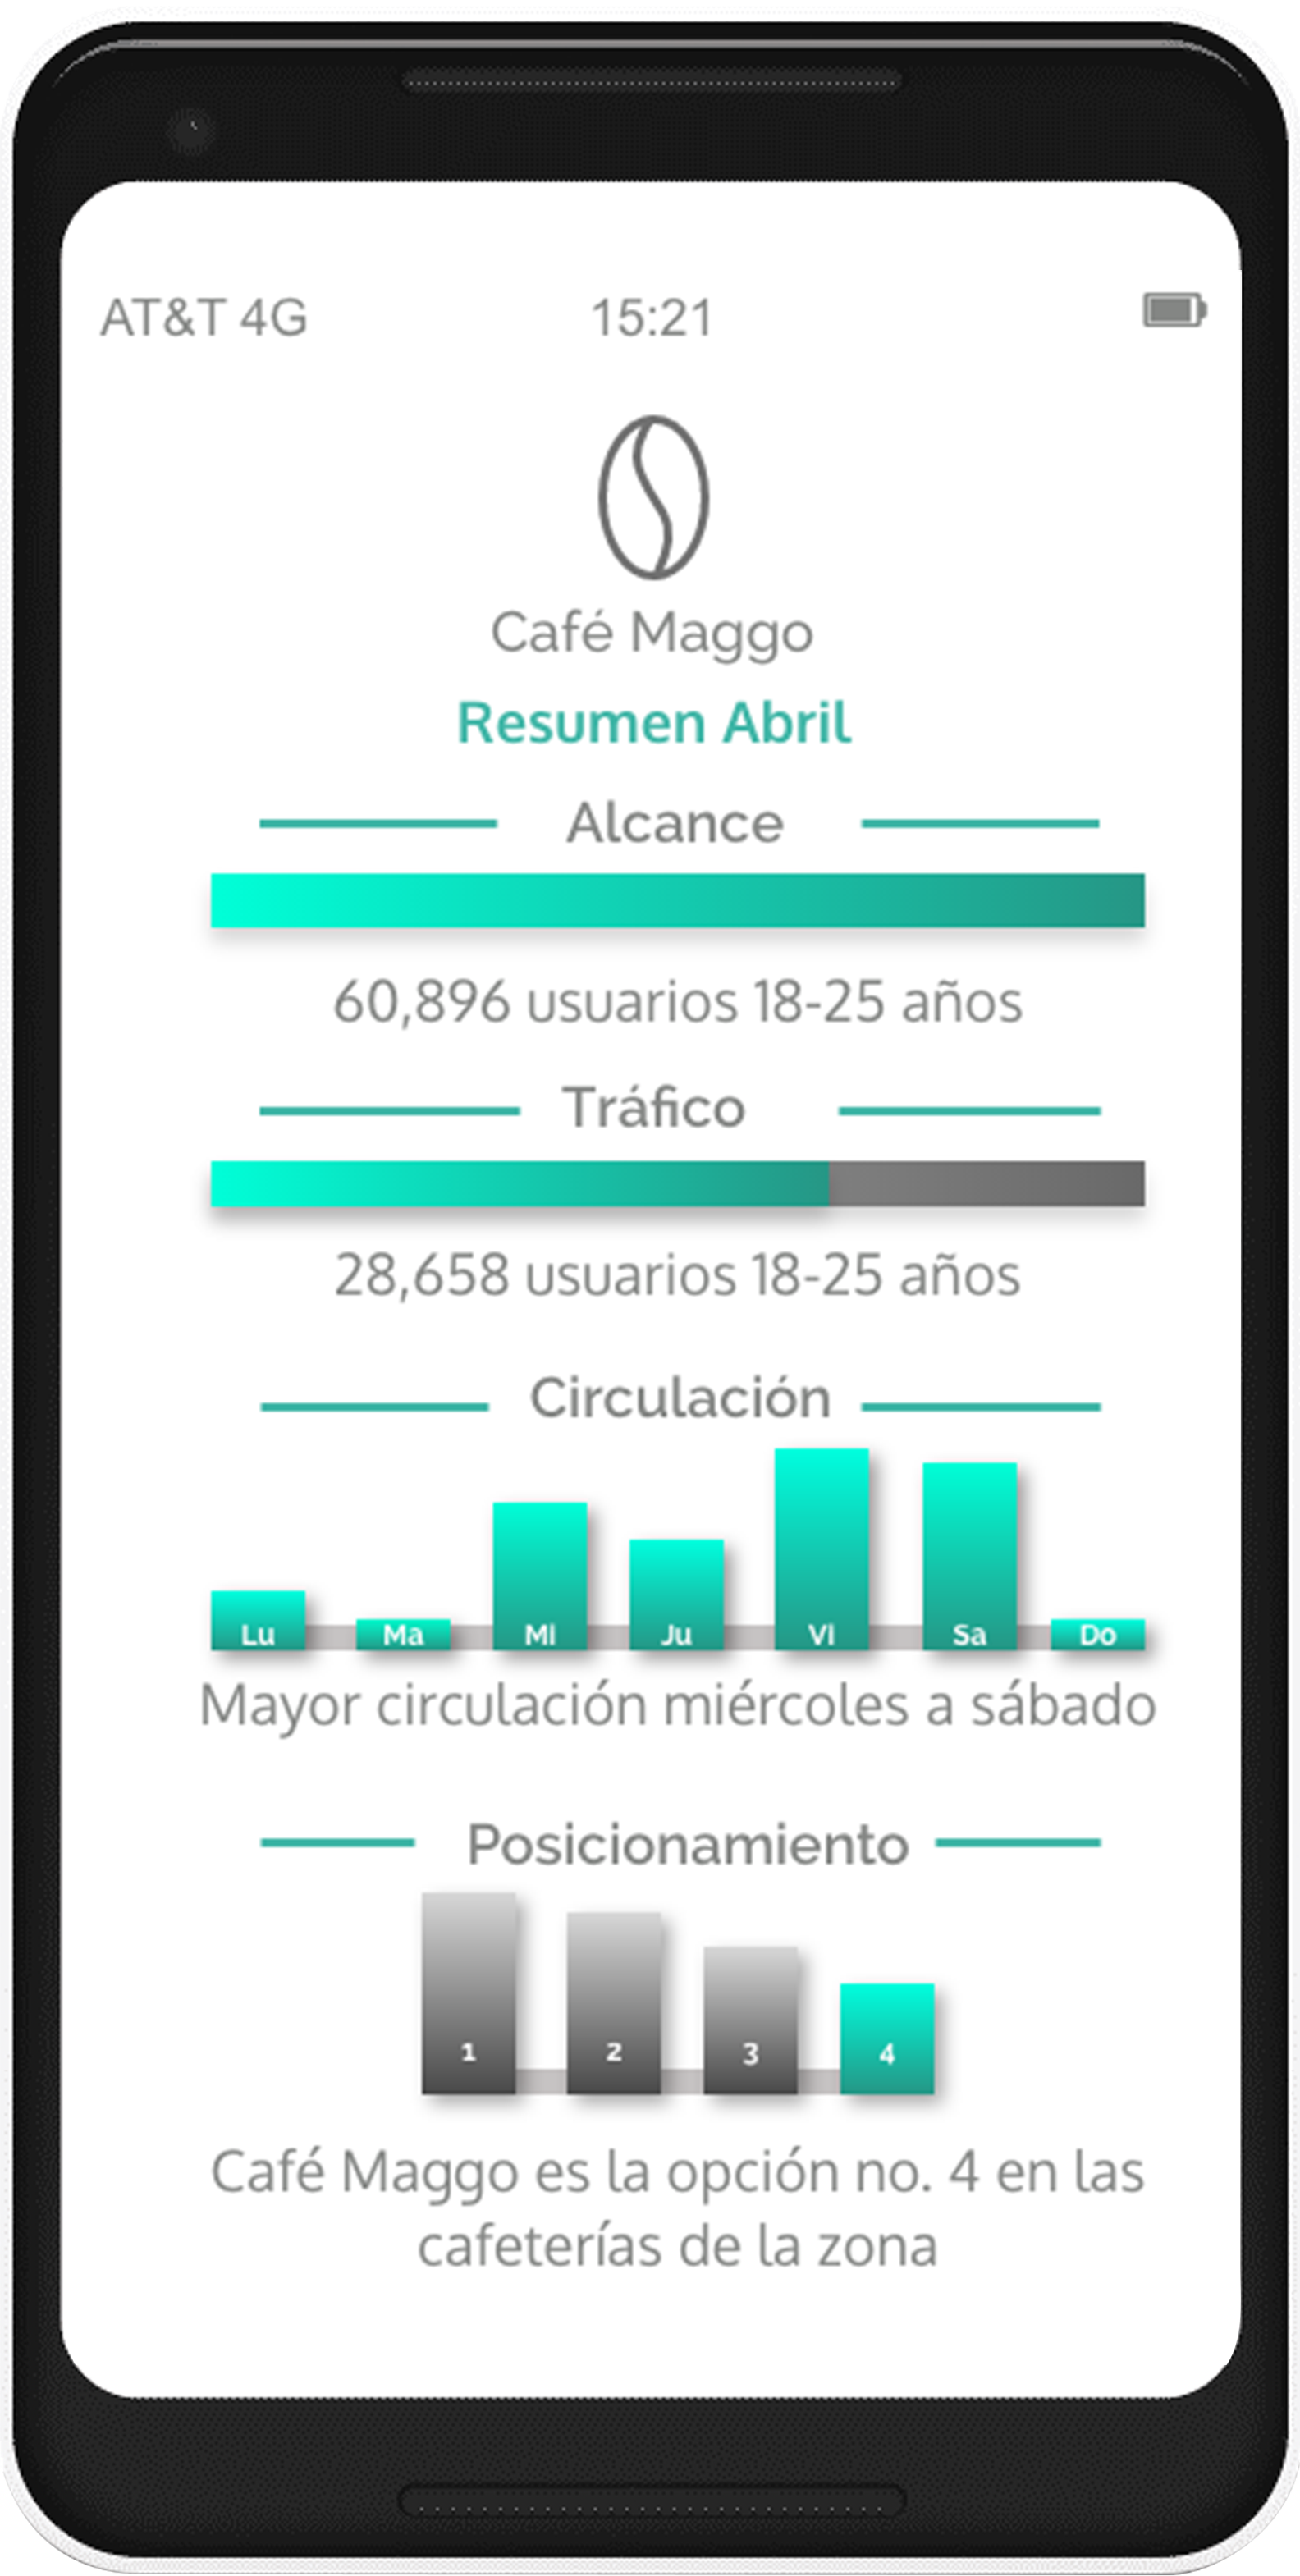 AT&T 4G 15:21
Café Maggo
Resumen Abril
Alcance
60,896 usuarios 18-25 años
Tráfico
28,658 usuarios 18-25 años
Circulación
Lu Ma Mi Ju Vi Sa Do
Mayor circulación miércoles a sábado
Posicionamiento
1 2 3 4
Café Maggo es la opción no. 4 en las
cafeterías de la zona